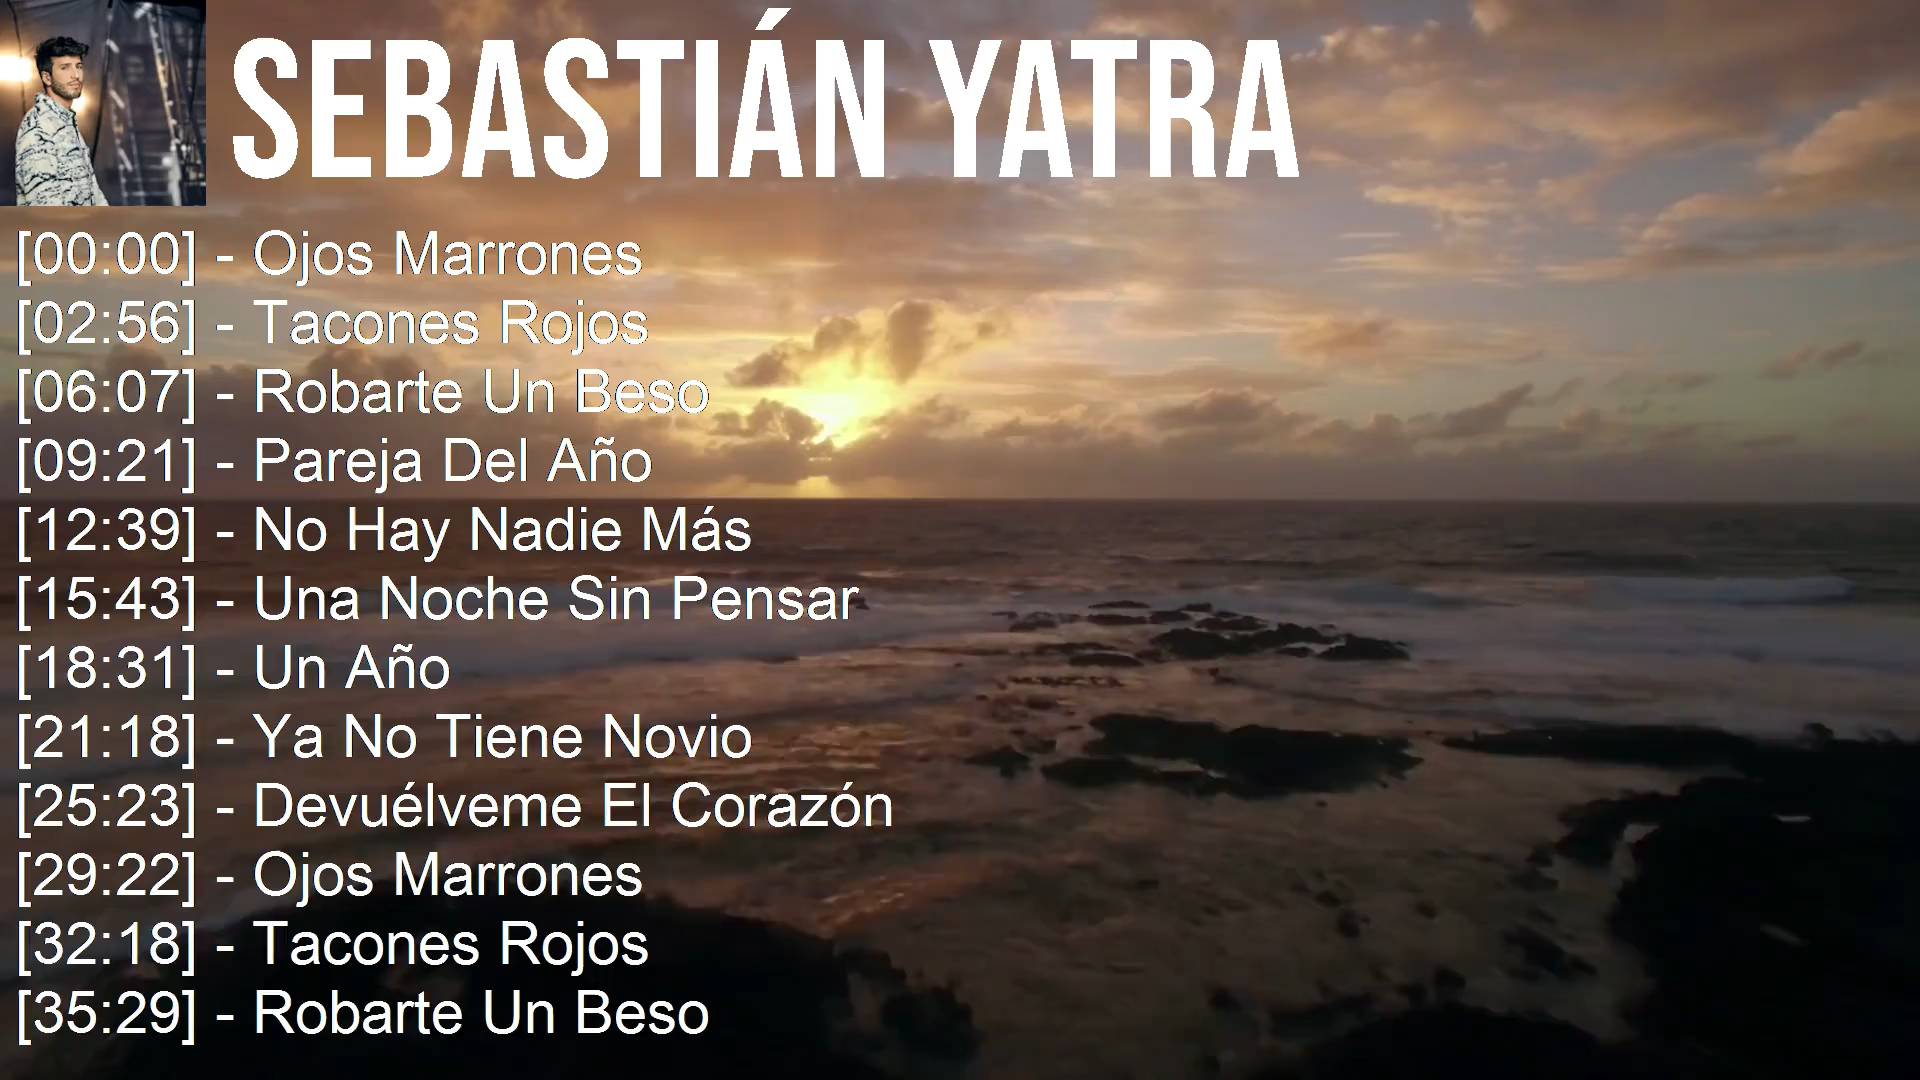 SEBASTIÁN YATRA
[00:00] - Ojos Marrones
[02:56] - Tacones Rojos
[06:07] - Robarte Un Beso
[09:21] - Pareja Del Año
[12:39] - No Hay Nadie Más
[15:43] - Una Noche Sin Pensar
[18:31] - Un Año
[21:18] - Ya No Tiene Novio
[25:23] - Devuélveme El Corazón
[29:22] - Ojos Marrones
[32:18] - Tacones Rojos
[35:29] - Robarte Un Beso